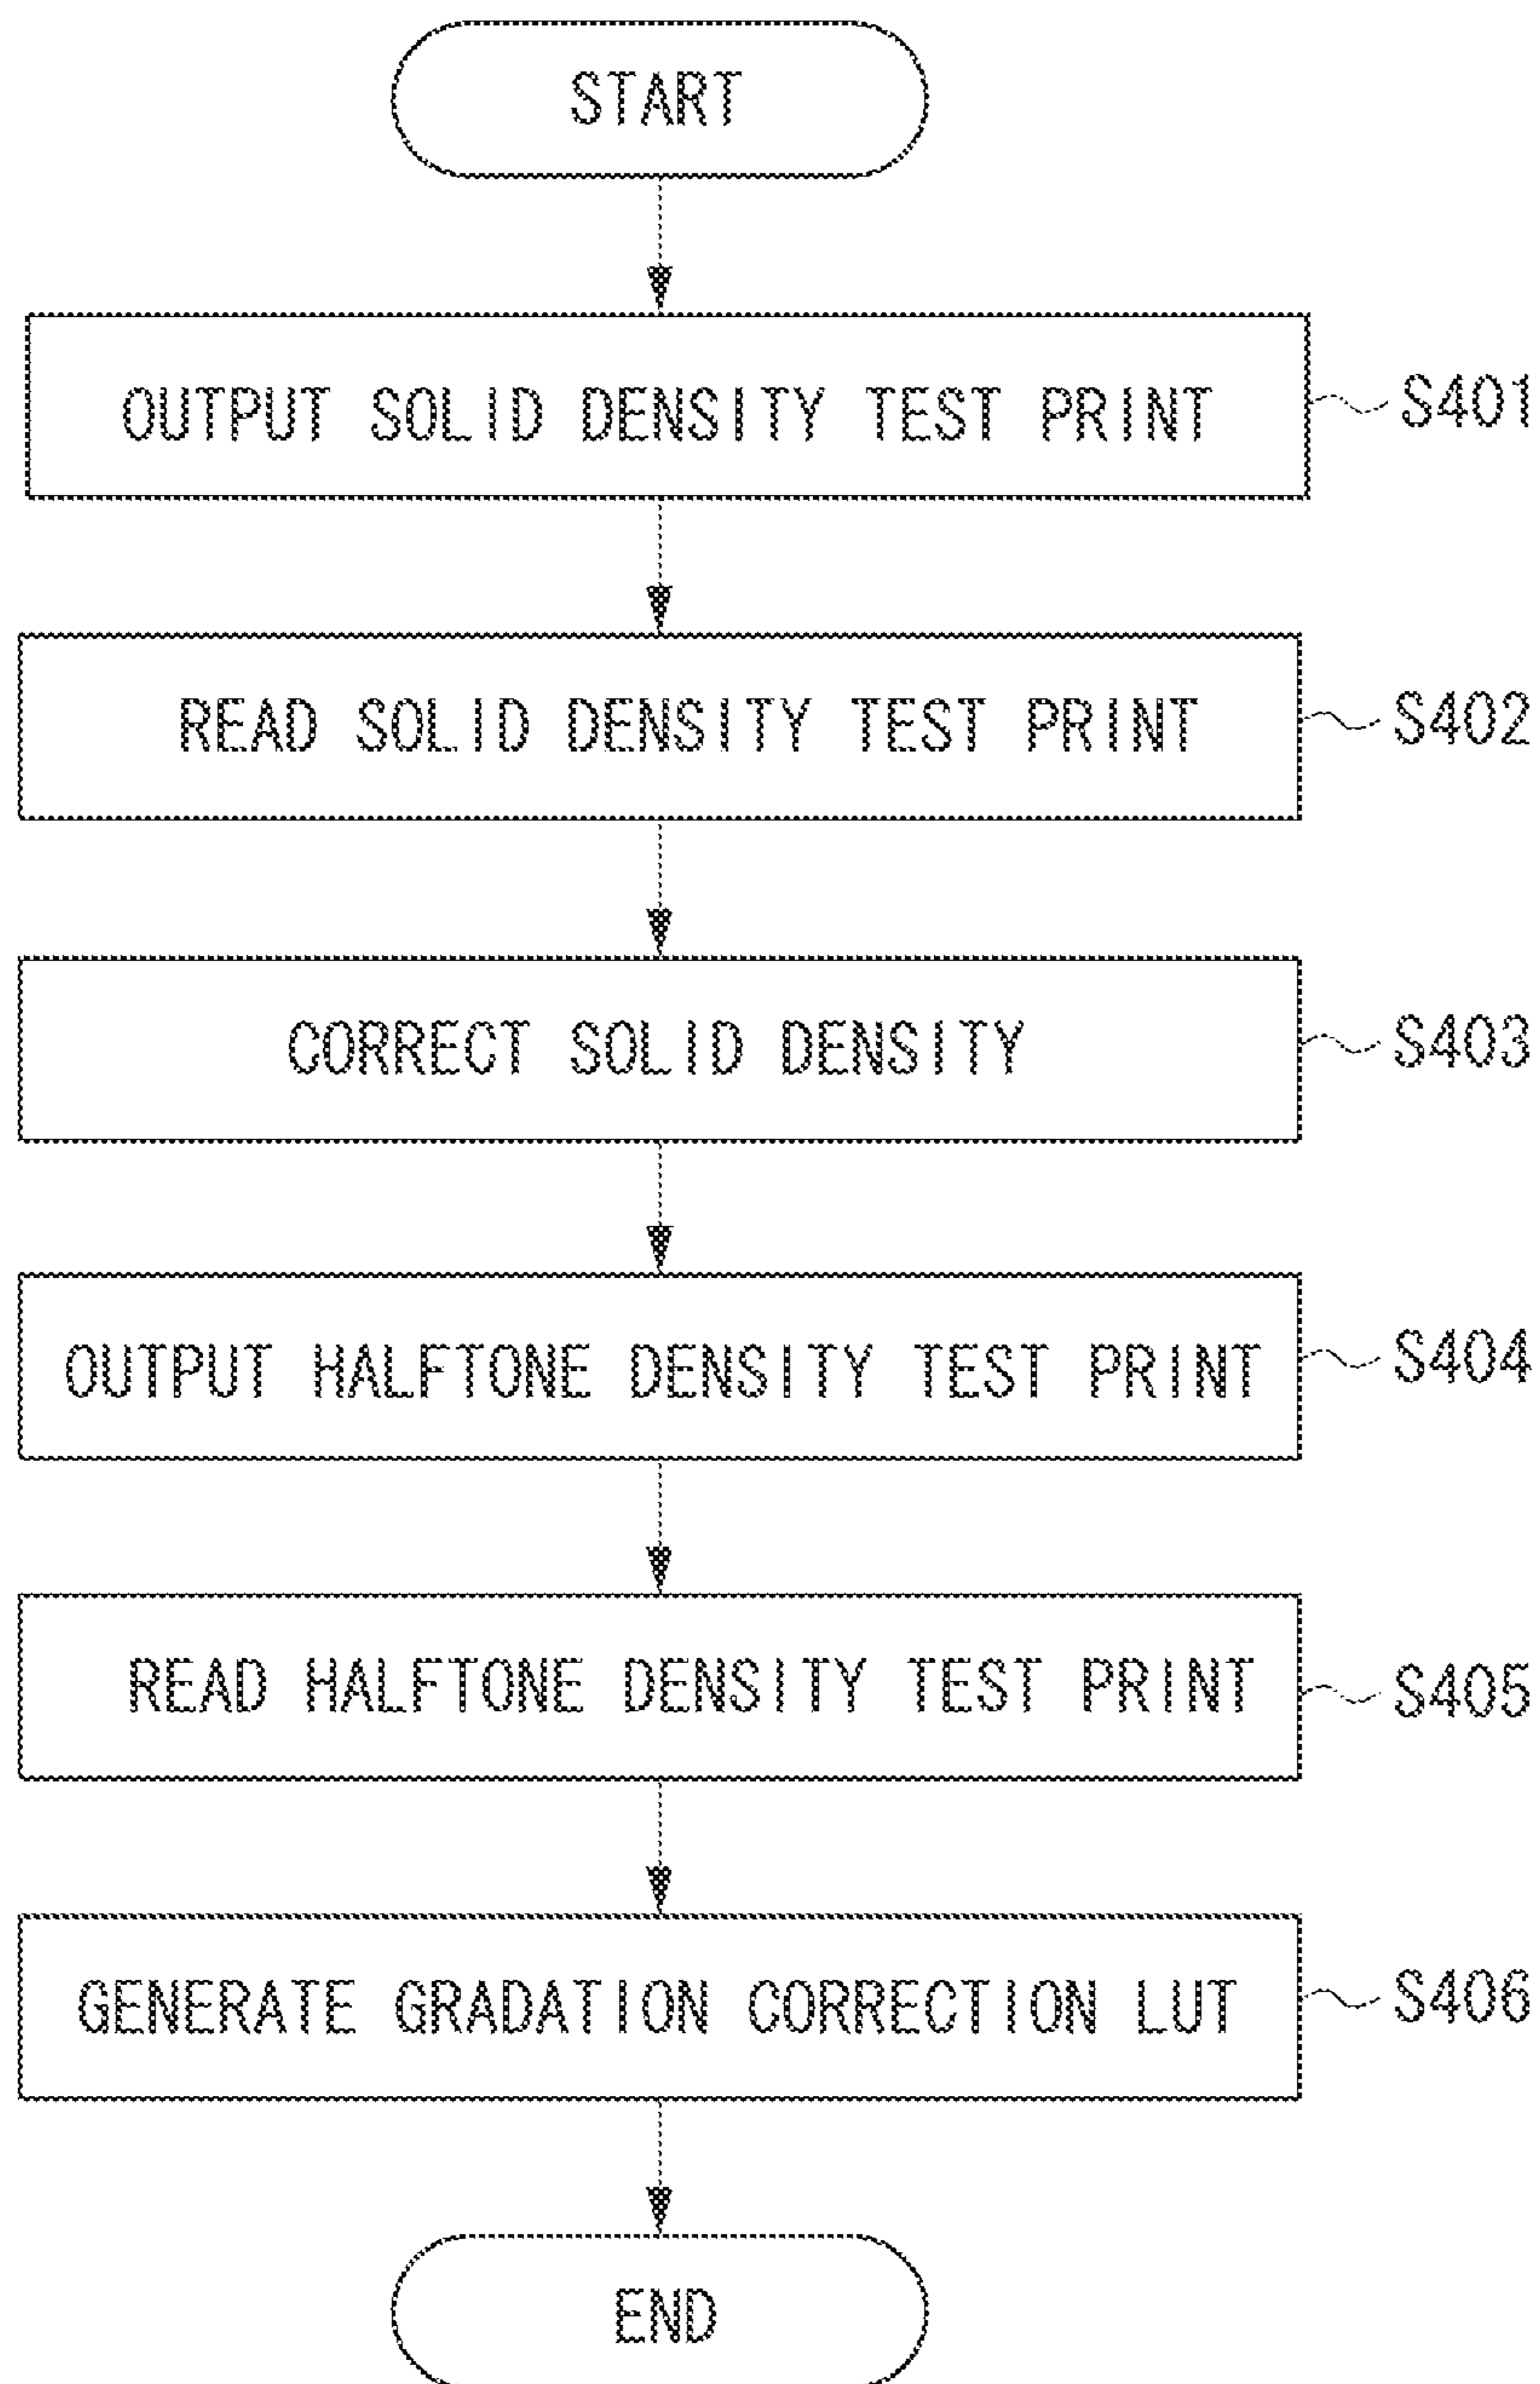 START
OUTPUT SOLID DENSITY TEST PRINT
S401
READ SOLID DENSITY TEST PRINT
S402
CORRECT SOLID DENSITY
S403
OUTPUT HALFTONE DENSITY TEST PRINT
S404
READ HALFTONE DENSITY TEST PRINT
S405
GENERATE GRADATION CORRECTION LUT
S406
END